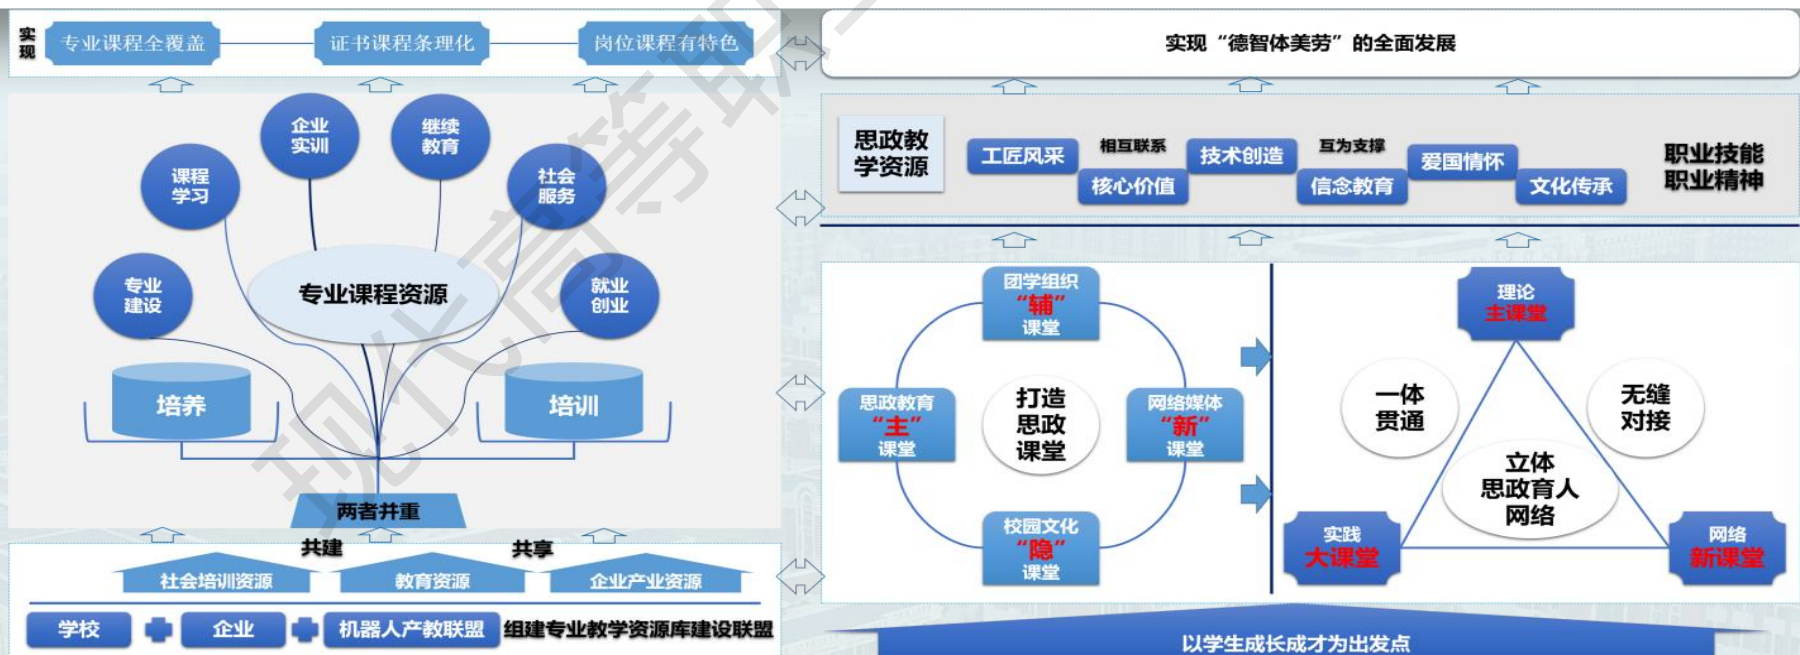 实
现
专业课程全覆盖
证书课程条理化
岗位课程有特色
企业
实训
继续
教育
课程
学习
社会
服务
专业
建设
专业课程资源
就业
创业
培养
培训
两者并重
共建
共享
社会培训资源
教育资源
企业产业资源
学校
企业
机器人产教联盟
组建专业教学资源库建设联盟
实现“德智体美劳”的全面发展
思政教
学资源
工匠风采
相互联系
技术创造
互为支撑
爱国情怀
核心价值
信念教育
文化传承
职业技能
职业精神
团学组织
“辅”
课堂
思政教育
“主”
课堂
打造
思政
课堂
网络媒体
“新”
课堂
校园文化
“隐”
课堂
理论
主课堂
一体
贯通
无缝
对接
立体
思政育人
网络
实践
大课堂
网络
新课堂
以学生成长成才为出发点
现代高等职